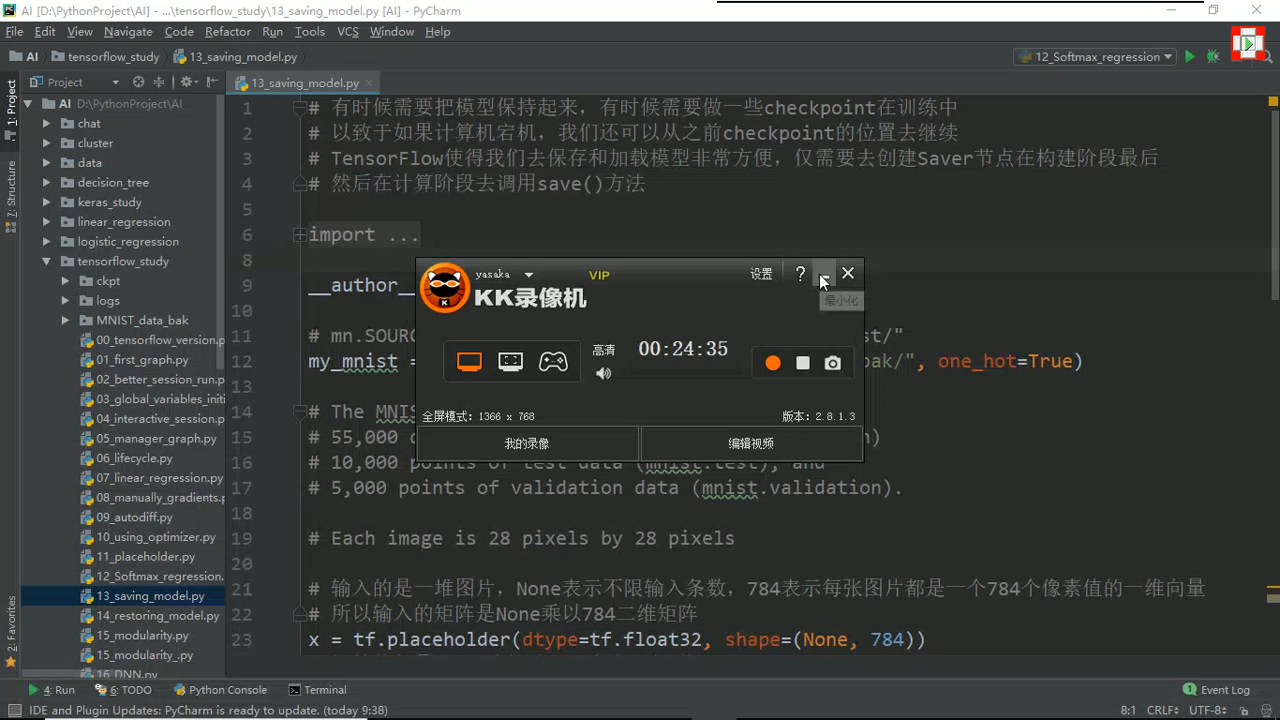 AI [D:\PythonProject\AI] - ...\tensorflow_study\13_saving_model.py [AI] - PyCharm
File Edit View Navigate Code Refactor Run Tools VCS Window Help
AI tensorflow_study 13_saving_model.py 12_Softmax_regression
Project 13_saving_model.py
1: Project
7: Structure
2: Favorites
AI D:\PythonProject\AI
chat
cluster
data
decision_tree
keras_study
linear_regression
logistic_regression
tensorflow_study
ckpt
logs
MNIST_data_bak
00_tensorflow_version.p
01_first_graph.py
02_better_session_run.p
03_global_variables_initi
04_interactive_session.p
05_manager_graph.py
06_lifecycle.py
07_linear_regression.py
08_manually_gradients.p
09_autodiff.py
10_using_optimizer.py
11_placeholder.py
12_Softmax_regression.
13_saving_model.py
14_restoring_model.py
15_modularity.py
15_modularity_.py
16_DNN.py
1 # 有时候需要把模型保持起来，有时候需要做一些checkpoint在训练中
2 # 以致于如果计算机宕机，我们还可以从之前checkpoint的位置去继续
3 # TensorFlow使得我们去保存和加载模型非常方便，仅需要去创建Saver节点在构建阶段最后
4 # 然后在计算阶段去调用save()方法
5
6 import ...
8
9 __author__
10
11 # mn.SOURC st/"
12 my_mnist = bak/", one_hot=True)
13
14 # The MNIS
15 # 55,000 )
16 # 10,000 points of test data (mnist.test), and
17 # 5,000 points of validation data (mnist.validation).
18
19 # Each image is 28 pixels by 28 pixels
20
21 # 输入的是一堆图片，None表示不限输入条数，784表示每张图片都是一个784个像素值的一维向量
22 # 所以输入的矩阵是None乘以784二维矩阵
23 x = tf.placeholder(dtype=tf.float32, shape=(None, 784))
yasaka VIP 设置 ?
KK录像机
最小化
高清 00:24:35
全屏模式：1366 x 768 版本：2.8.1.3
我的录像 编辑视频
4: Run 6: TODO Python Console Terminal 1 Event Log
IDE and Plugin Updates: PyCharm is ready to update. (today 9:38) 8:1 CRLF UTF-8